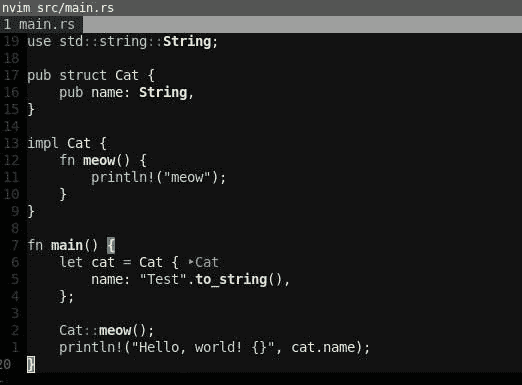 nvim src/main.rs
1 main.rs
19 use std::string::String;
18
17 pub struct Cat {
16     pub name: String,
15 }
14
13 impl Cat {
12     fn meow() {
11         println!("meow");
10     }
9 }
8
7 fn main() {
6     let cat = Cat { ▸Cat
5         name: "Test".to_string(),
4     };
3
2     Cat::meow();
1     println!("Hello, world! {}", cat.name);
20 }